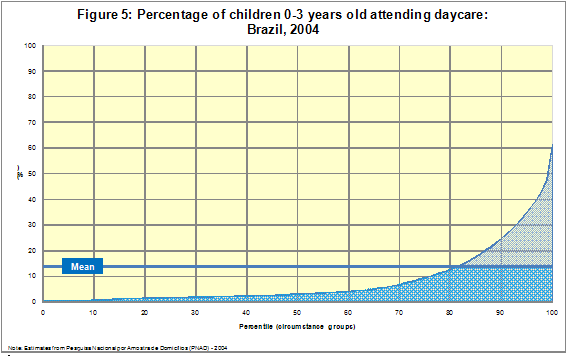 Figure 5: Percentage of children 0-3 years old attending daycare:
Brazil, 2004
100
90
80
70
60
50
40
30
20
10
0
(%)
Mean
0 10 20 30 40 50 60 70 80 90 100
Percentile (circumstance groups)
Note. Estimates from Pesquisa Nacional por Amostra de Domicílios (PNAD) - 2004